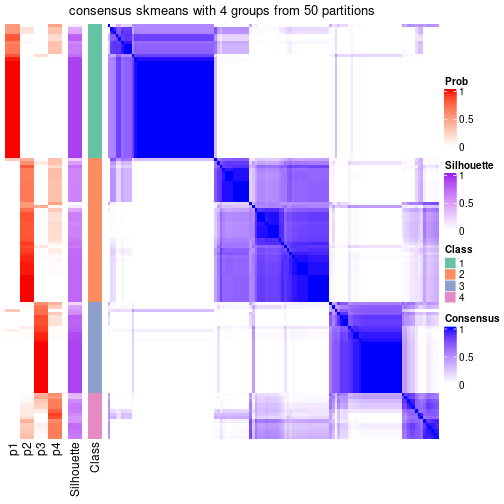 consensus skmeans with 4 groups from 50 partitions
Prob
1
0.5
0
Silhouette
1
0.5
0
Class
1
2
3
4
Consensus
1
0.5
0
p1
p2
p3
p4
Silhouette
Class